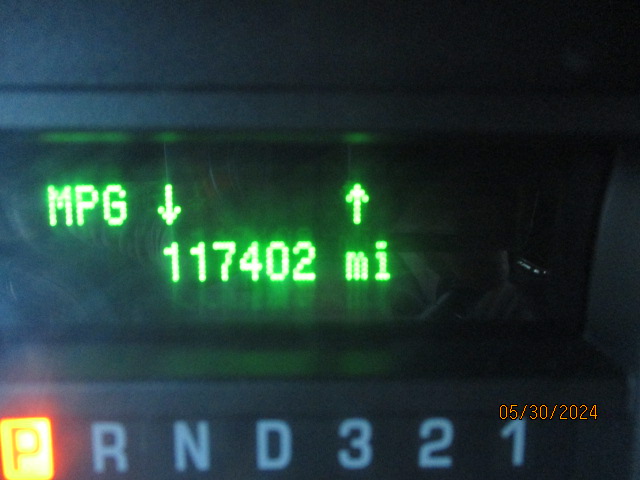 MPG ↓ ↑
117402 mi
05/30/2024
P R N D 3 2 1